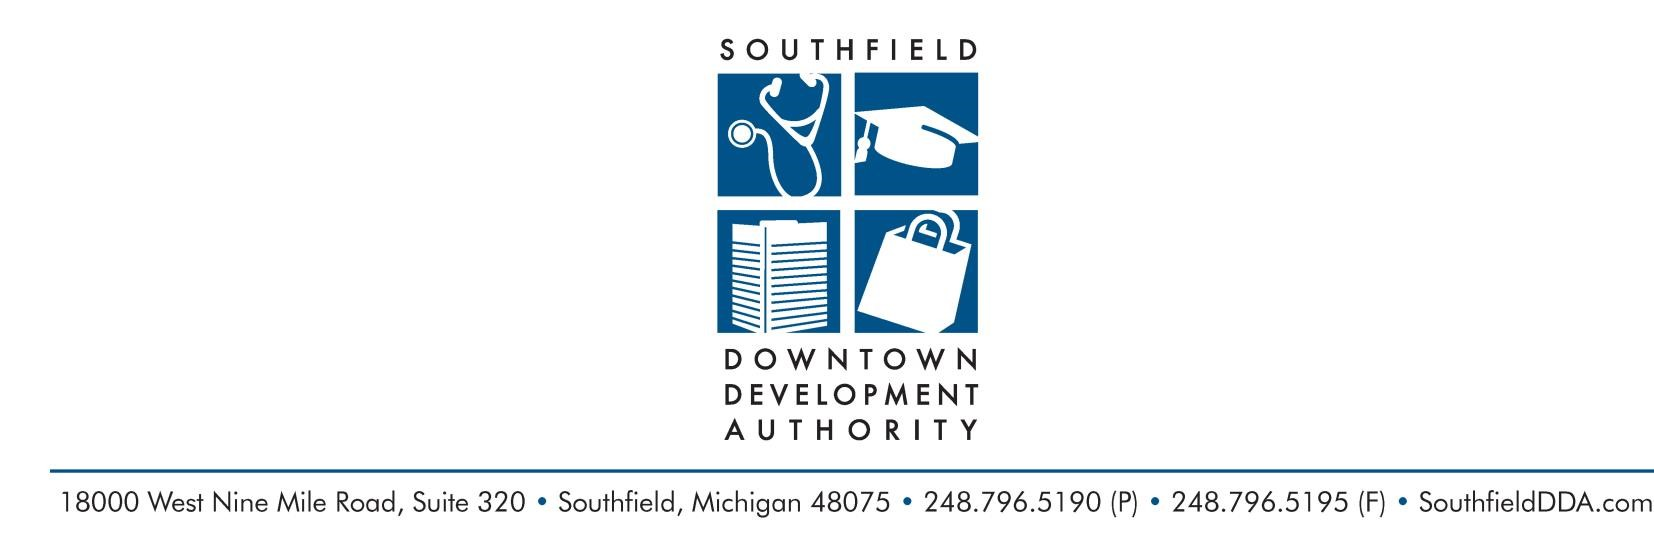 SOUTHFIELD
DOWNTOWN
DEVELOPMENT
AUTHORITY
18000 West Nine Mile Road, Suite 320 • Southfield, Michigan 48075 • 248.796.5190 (P) • 248.796.5195 (F) • SouthfieldDDA.com